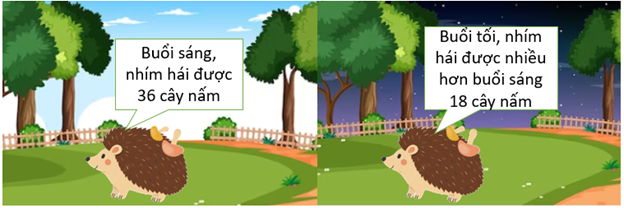 Buổi sáng,
nhím hái được
36 cây nấm
Buổi tối, nhím
hái được nhiều
hơn buổi sáng
18 cây nấm